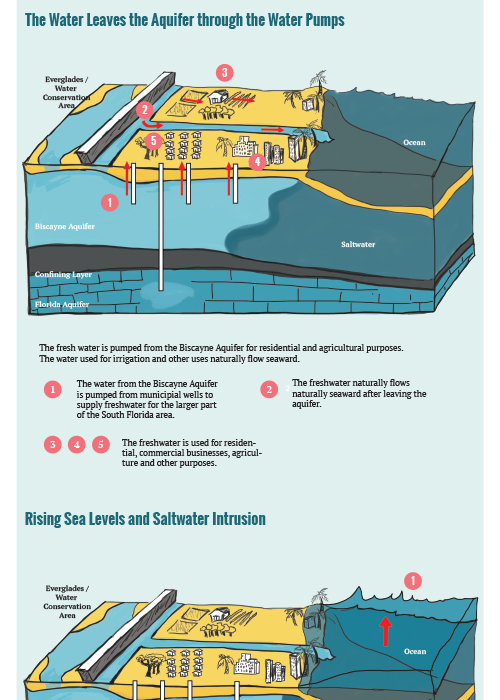 The Water Leaves the Aquifer through the Water Pumps
Everglades /
Water
Conservation
Area
3
2
5
4
Ocean
1
Biscayne Aquifer
Saltwater
Confining Layer
Florida Aquifer
The fresh water is pumped from the Biscayne Aquifer for residential and agricultural purposes.
The water used for irrigation and other uses naturally flow seaward.
1
The water from the Biscayne Aquifer
is pumped from municipial wells to
supply freshwater for the larger part
of the South Florida area.
2
The freshwater naturally flows
naturally seaward after leaving the
aquifer.
3 4 5
The freshwater is used for residen-
tial, commercial businesses, agricul-
ture and other purposes.
Rising Sea Levels and Saltwater Intrusion
1
Everglades /
Water
Conservation
Area
Ocean